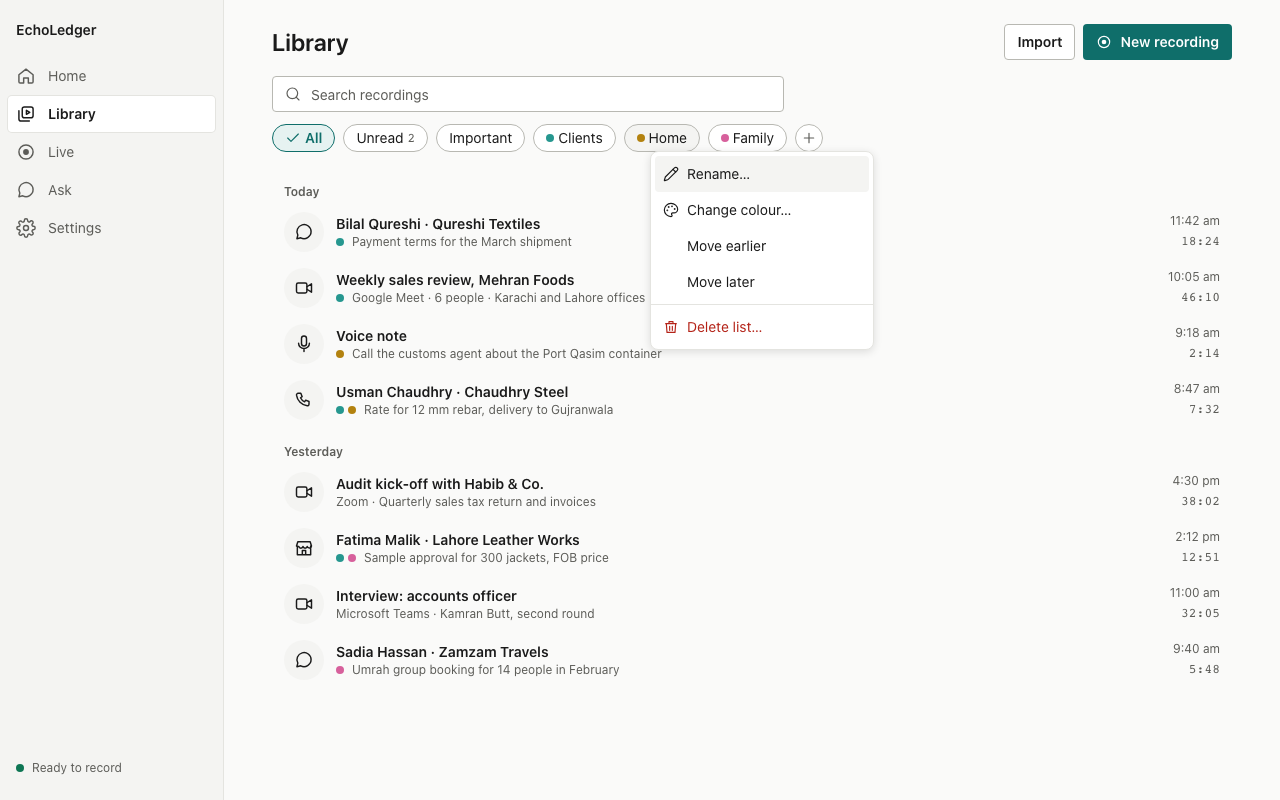 EchoLedger
Home
Library
Live
Ask
Settings
Ready to record
Library
Import
New recording
Search recordings
All
Unread 2
Important
Clients
Home
Family
Rename…
Change colour…
Move earlier
Move later
Delete list…
Today
Bilal Qureshi · Qureshi Textiles
11:42 am
Payment terms for the March shipment
18:24
Weekly sales review, Mehran Foods
10:05 am
Google Meet · 6 people · Karachi and Lahore offices
46:10
Voice note
9:18 am
Call the customs agent about the Port Qasim container
2:14
Usman Chaudhry · Chaudhry Steel
8:47 am
Rate for 12 mm rebar, delivery to Gujranwala
7:32
Yesterday
Audit kick-off with Habib & Co.
4:30 pm
Zoom · Quarterly sales tax return and invoices
38:02
Fatima Malik · Lahore Leather Works
2:12 pm
Sample approval for 300 jackets, FOB price
12:51
Interview: accounts officer
11:00 am
Microsoft Teams · Kamran Butt, second round
32:05
Sadia Hassan · Zamzam Travels
9:40 am
Umrah group booking for 14 people in February
5:48